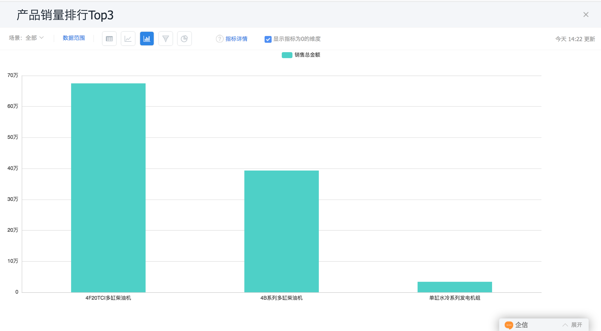 产品销量排行Top3
场景: 全部
数据范围
指标详情
显示指标为0的维度
今天 14:22 更新
销售总金额
70万
60万
50万
40万
30万
20万
10万
0
4F20TCI多缸柴油机
4B系列多缸柴油机
单缸水冷系列发电机组
企信
展开